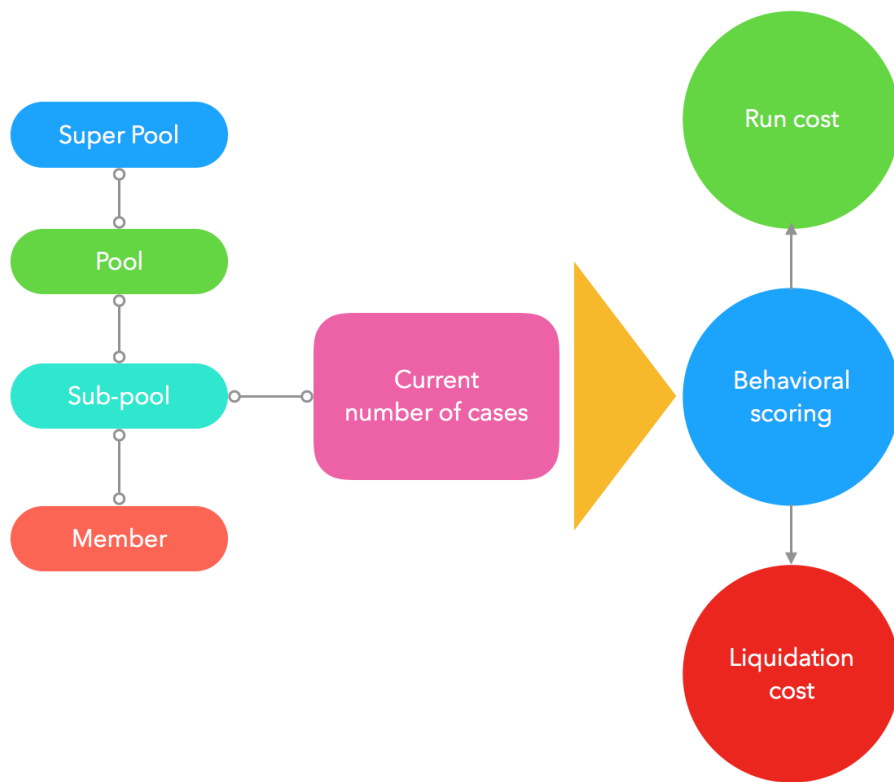 Super Pool
Pool
Sub-pool
Member
Current
number of cases
Run cost
Behavioral
scoring
Liquidation
cost